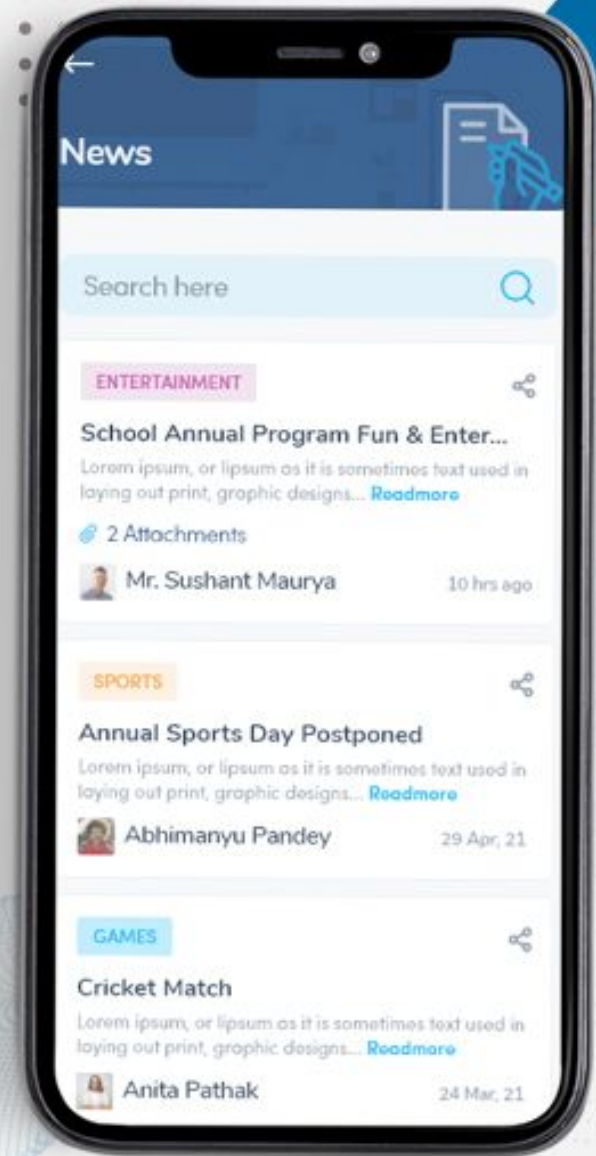 News
Search here
ENTERTAINMENT
School Annual Program Fun & Enter...
Lorem ipsum, or lipsum as it is sometimes text used in
laying out print, graphic designs... Readmore
2 Attachments
Mr. Sushant Maurya
10 hrs ago
SPORTS
Annual Sports Day Postponed
Lorem ipsum, or lipsum as it is sometimes text used in
laying out print, graphic designs... Readmore
Abhimanyu Pandey
29 Apr, 21
GAMES
Cricket Match
Lorem ipsum, or lipsum as it is sometimes text used in
laying out print, graphic designs... Readmore
Anita Pathak
24 Mar, 21